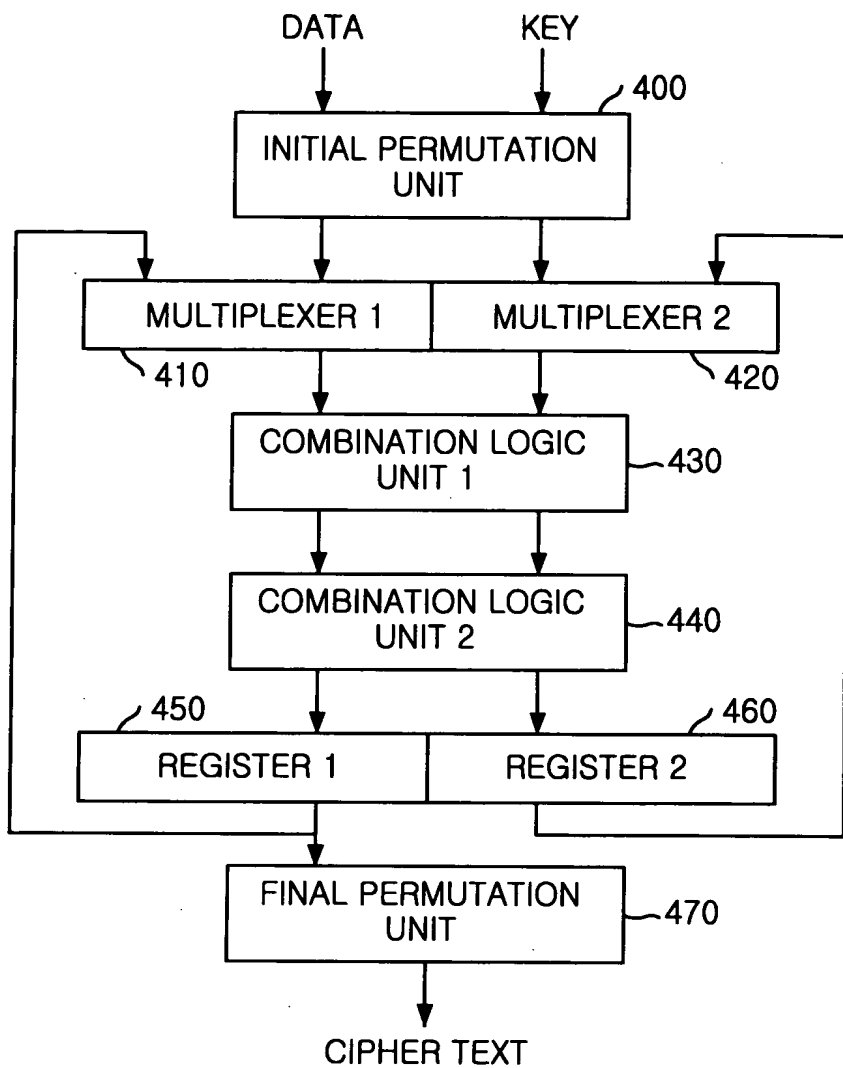 DATA
KEY
400
INITIAL PERMUTATION
UNIT
MULTIPLEXER 1
MULTIPLEXER 2
410
420
COMBINATION LOGIC
UNIT 1
430
COMBINATION LOGIC
UNIT 2
440
450
460
REGISTER 1
REGISTER 2
FINAL PERMUTATION
UNIT
470
CIPHER TEXT